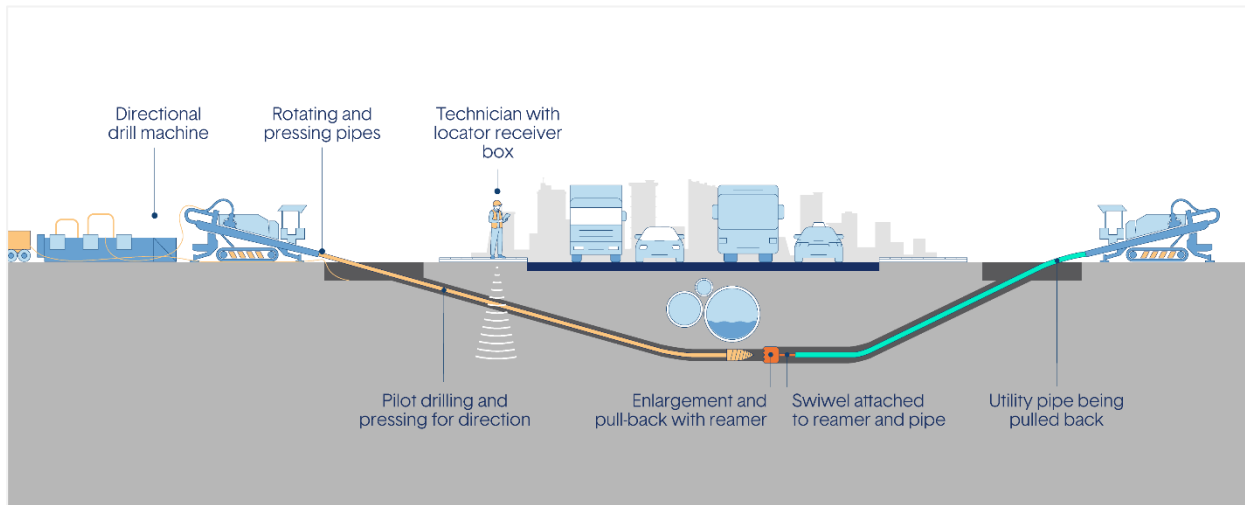 Directional
drill machine
Rotating and
pressing pipes
Technician with
locator receiver
box
Pilot drilling and
pressing for direction
Enlargement and
pull-back with reamer
Swiwel attached
to reamer and pipe
Utility pipe being
pulled back